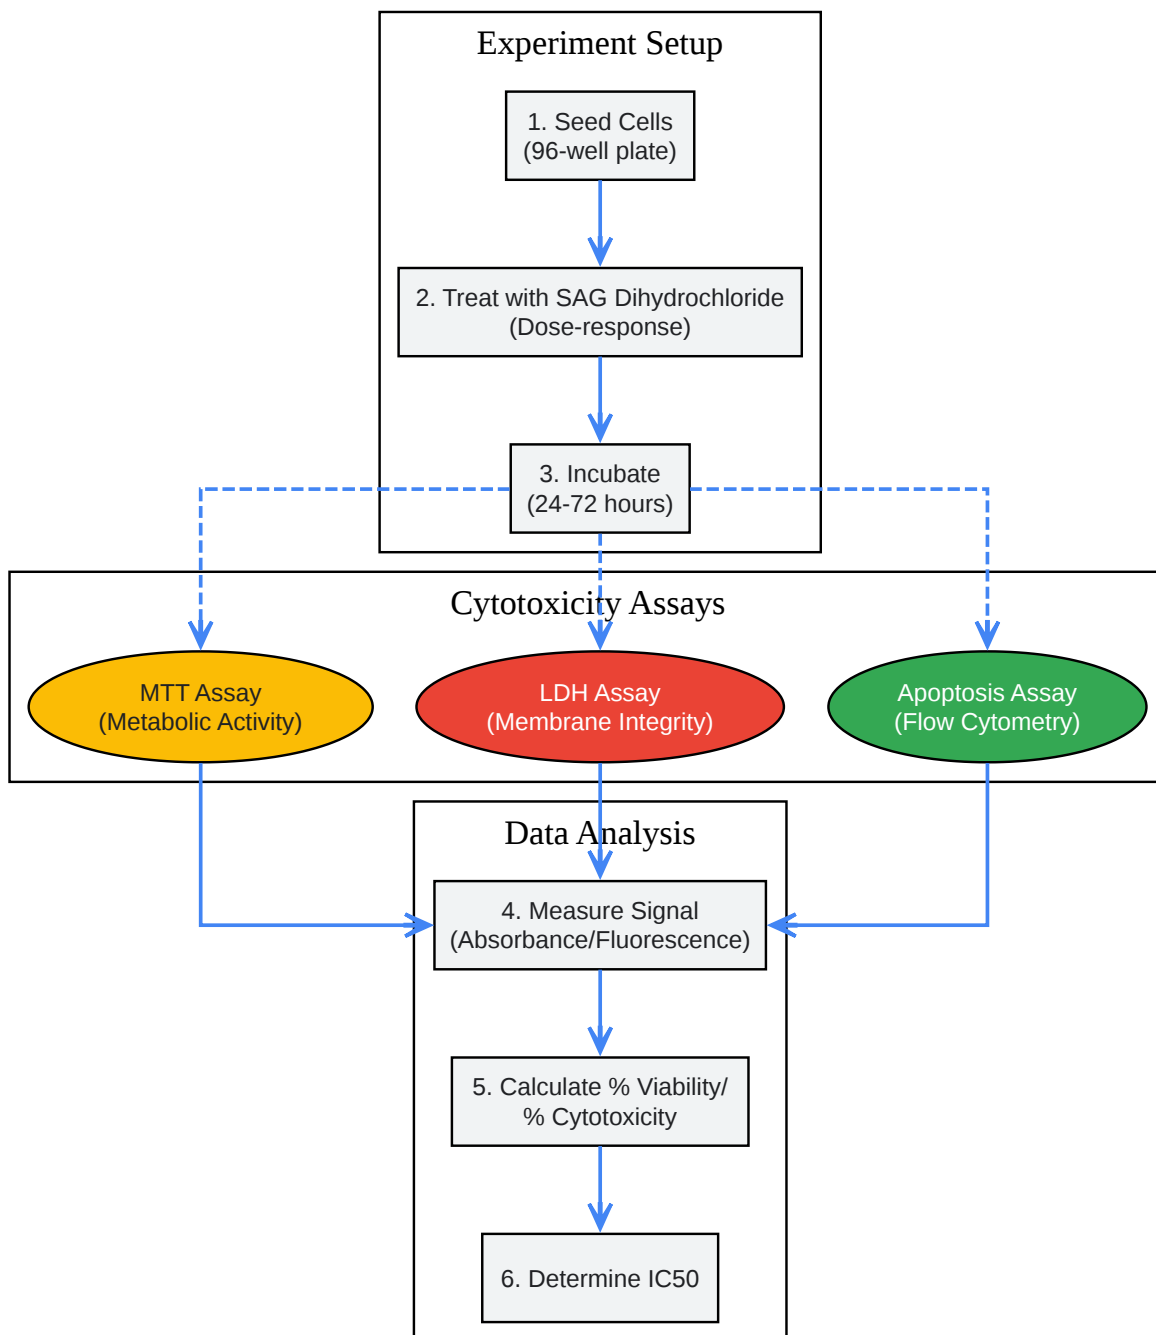 Experiment Setup
1. Seed Cells
(96-well plate)
2. Treat with SAG Dihydrochloride
(Dose-response)
3. Incubate
(24-72 hours)
Cytotoxicity Assays
MTT Assay
(Metabolic Activity)
LDH Assay
(Membrane Integrity)
Apoptosis Assay
(Flow Cytometry)
Data Analysis
4. Measure Signal
(Absorbance/Fluorescence)
5. Calculate % Viability/
% Cytotoxicity
6. Determine IC50